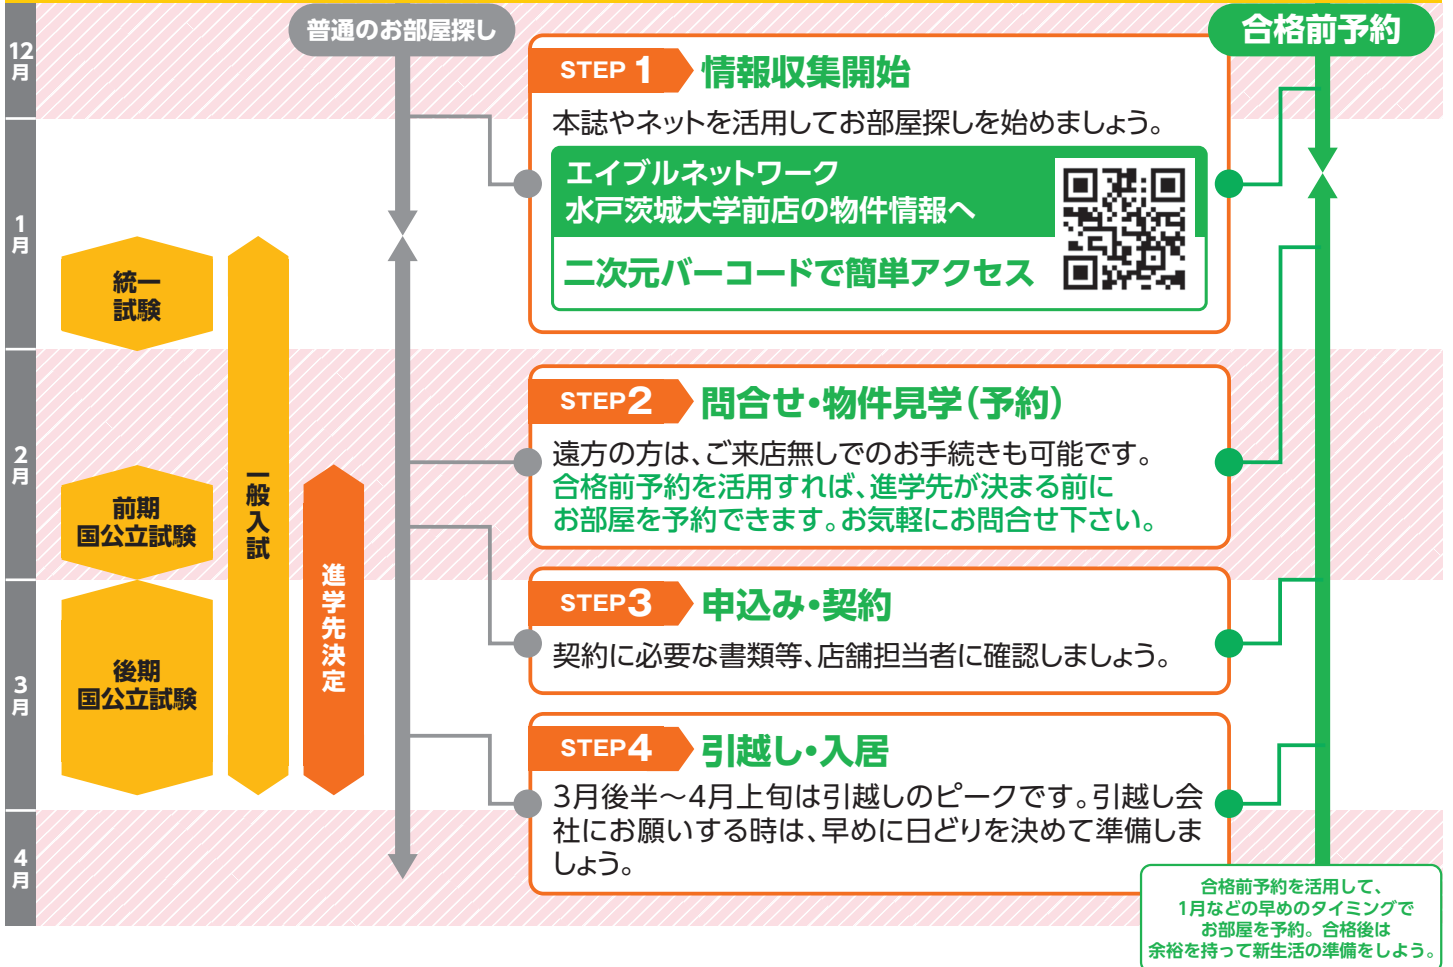 普通のお部屋探し
合格前予約
12
月
1
月
2
月
3
月
4
月
統一
試験
前期
国公立試験
後期
国公立試験
一般入試
進学先決定
STEP 1 情報収集開始
本誌やネットを活用してお部屋探しを始めましょう。
エイブルネットワーク
水戸茨城大学前店の物件情報へ
二次元バーコードで簡単アクセス
STEP2 問合せ・物件見学(予約)
遠方の方は、ご来店無しでのお手続きも可能です。
合格前予約を活用すれば、進学先が決まる前に
お部屋を予約できます。お気軽にお問合せ下さい。
STEP3 申込み・契約
契約に必要な書類等、店舗担当者に確認しましょう。
STEP4 引越し・入居
3月後半〜4月上旬は引越しのピークです。引越し会
社にお願いする時は、早めに日どりを決めて準備しま
しょう。
合格前予約を活用して、
1月などの早めのタイミングで
お部屋を予約。合格後は
余裕を持って新生活の準備をしよう。